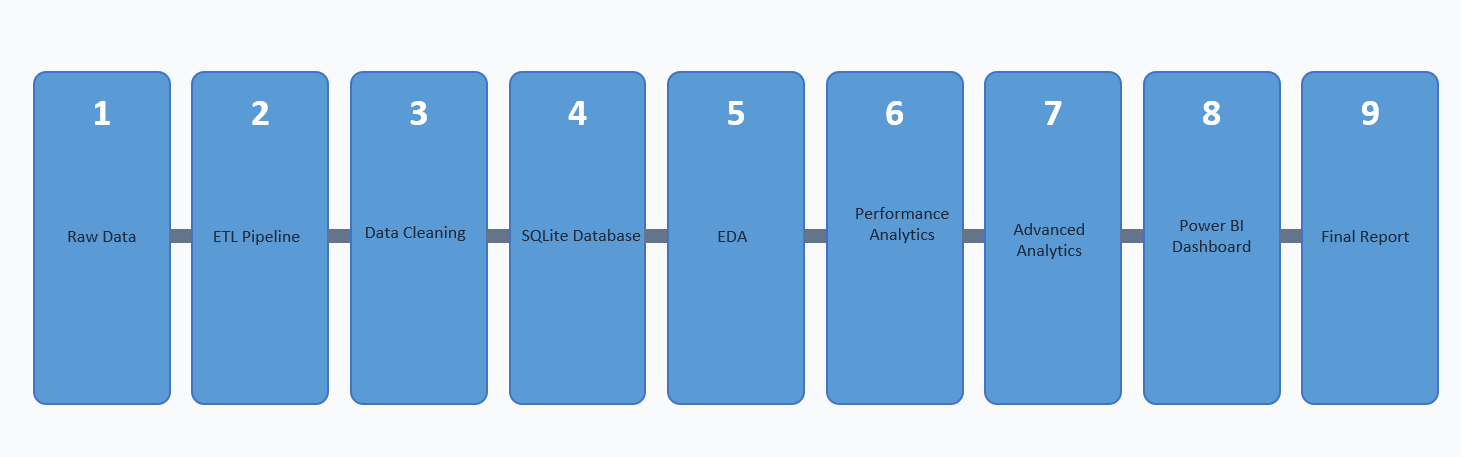 1
Raw Data
2
ETL Pipeline
3
Data Cleaning
4
SQLite Database
5
EDA
6
Performance
Analytics
7
Advanced
Analytics
8
Power BI
Dashboard
9
Final Report